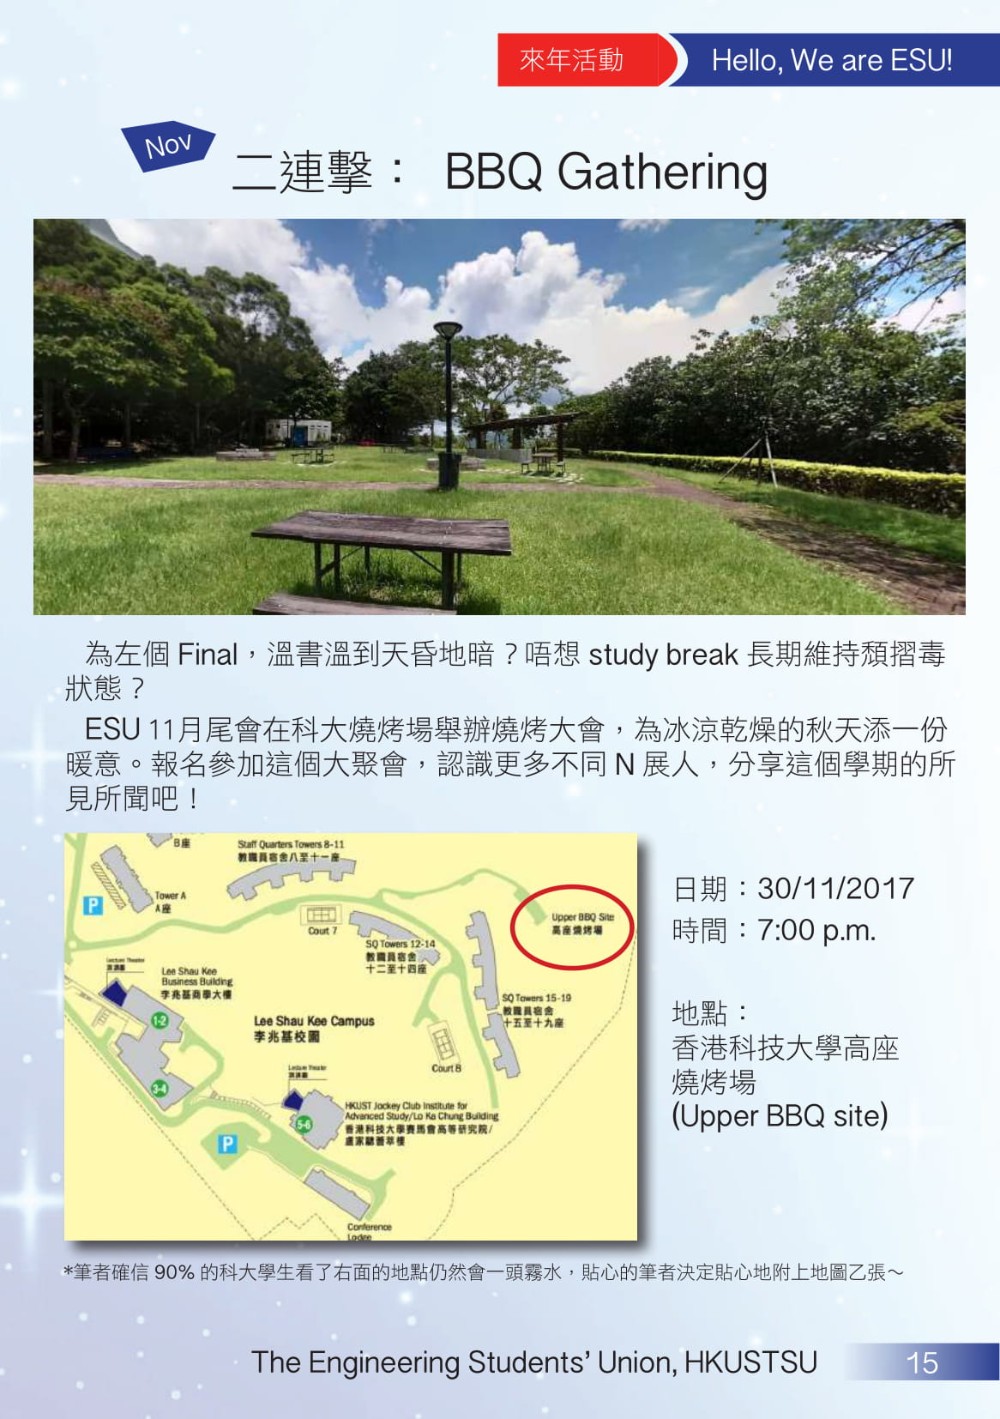 來年活動
Hello, We are ESU!
Nov
二連擊： BBQ Gathering
為左個 Final，溫書溫到天昏地暗？唔想 study break 長期維持頹摺毒
狀態？
ESU 11月尾會在科大燒烤場舉辦燒烤大會，為冰涼乾燥的秋天添一份
暖意。報名參加這個大聚會，認識更多不同 N 展人，分享這個學期的所
見所聞吧！
B座
Staff Quarters Towers 8-11
教職員宿舍八至十一座
P
Tower A
A座
Court 7
Upper BBQ Site
高座燒烤場
SQ Towers 12-14
教職員宿舍
十二至十四座
Lecture Theater
演講廳
Lee Shau Kee
Business Building
李兆基商學大樓
1-2
SQ Towers 15-19
教職員宿舍
十五至十九座
Lee Shau Kee Campus
李兆基校園
Court 8
3-4
Lecture Theater
演講廳
HKUST Jockey Club Institute for
Advanced Study/Lo Ka Chung Building
香港科技大學賽馬會高等研究院/
盧家驄薈萃樓
5-6
P
Conference
Lodge
日期：30/11/2017
時間：7:00 p.m.
地點：
香港科技大學高座
燒烤場
(Upper BBQ site)
*筆者確信 90% 的科大學生看了右面的地點仍然會一頭霧水，貼心的筆者決定貼心地附上地圖乙張～
The Engineering Students’ Union, HKUSTSU
15